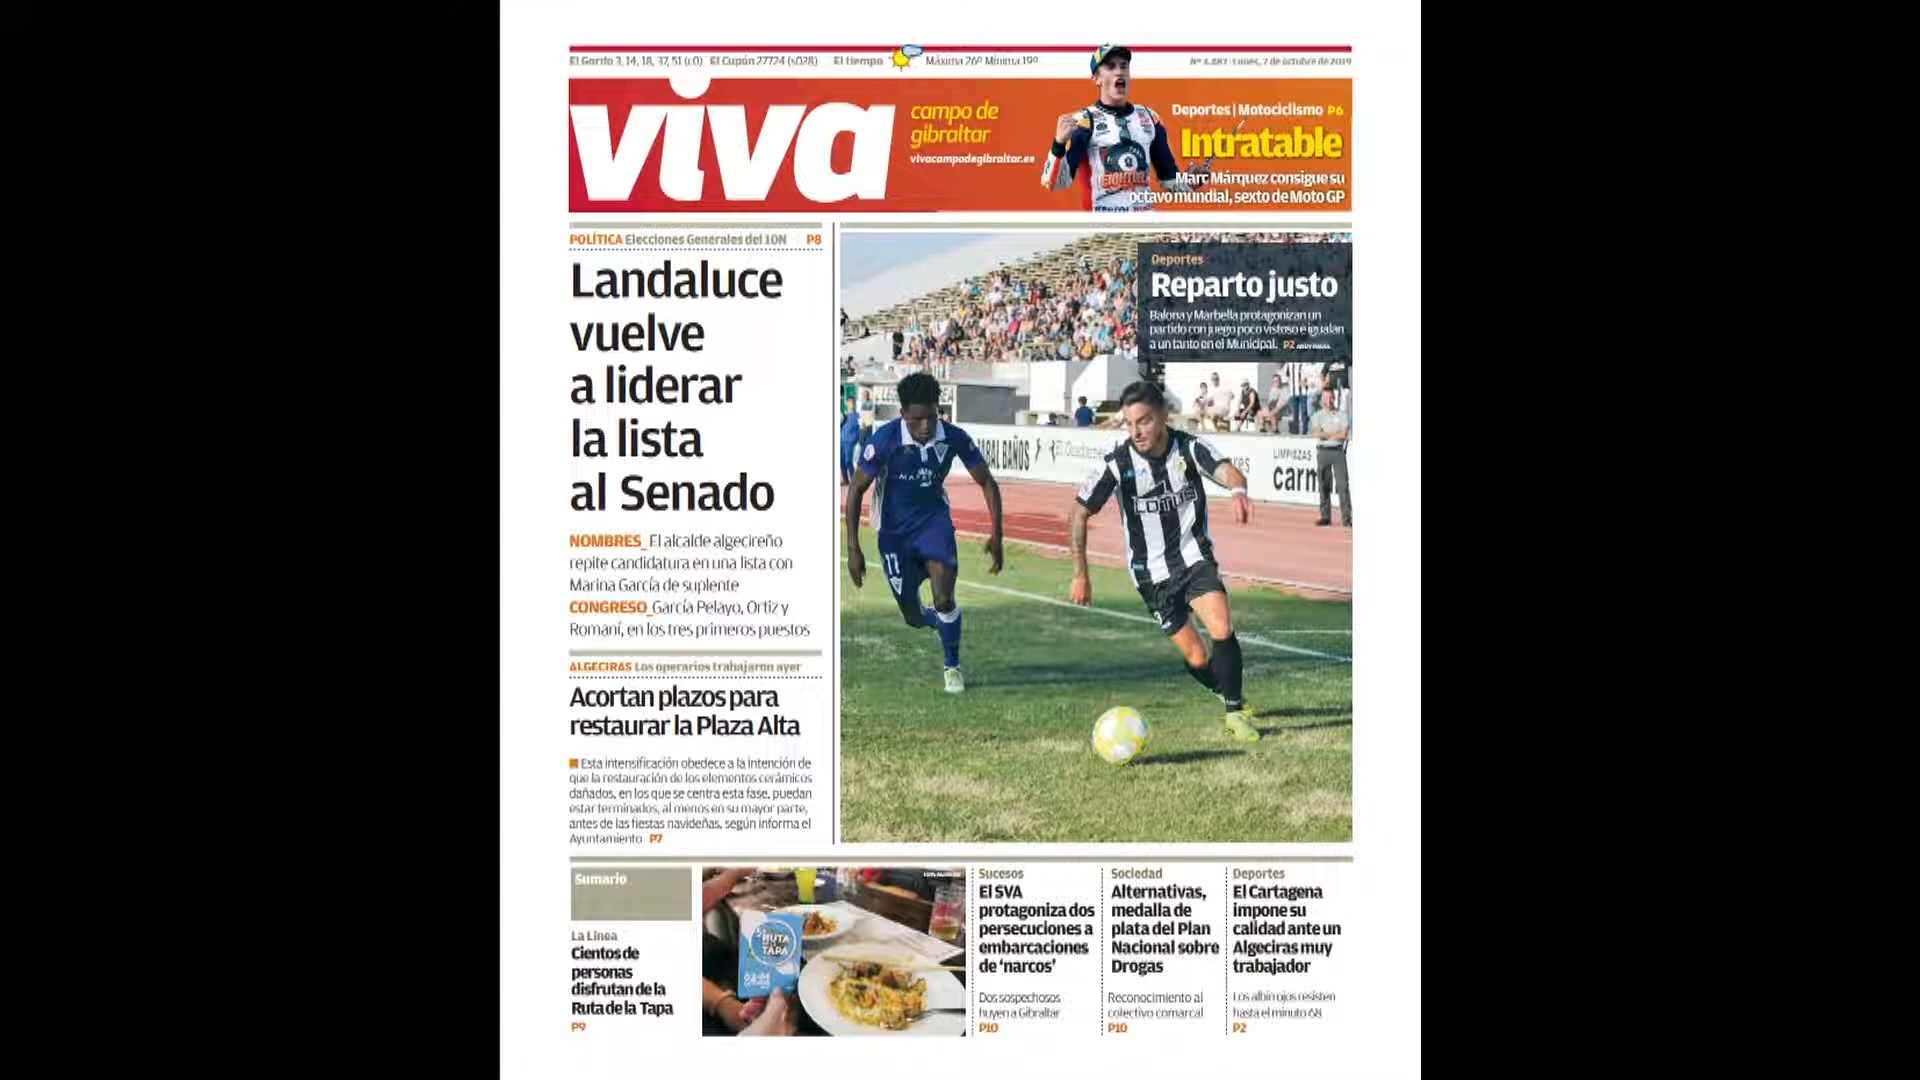 El Gordo 3, 14, 18, 37, 51 (r.0) El Cupón 27724 (s028) El tiempo Máxima 26º Mínima 19º
Nº 3.487 | Lunes, 7 de octubre de 2019
viva
campo de
gibraltar
vivacampodegibraltar.es
Deportes | Motociclismo P6
Intratable
Marc Márquez consigue su
octavo mundial, sexto de Moto GP
POLÍTICA Elecciones Generales del 10N P8
Landaluce
vuelve
a liderar
la lista
al Senado
NOMBRES_El alcalde algecireño
repite candidatura en una lista con
Marina García de suplente
CONGRESO_García Pelayo, Ortiz y
Romaní, en los tres primeros puestos
ALGECIRAS Los operarios trabajaron ayer
Acortan plazos para
restaurar la Plaza Alta
Esta intensificación obedece a la intención de
que la restauración de los elementos cerámicos
dañados, en los que se centra esta fase, puedan
estar terminados, al menos en su mayor parte,
antes de las fiestas navideñas, según informa el
Ayuntamiento P7
Deportes
Reparto justo
Balona y Marbella protagonizan un
partido con juego poco vistoso e igualan
a un tanto en el Municipal. P2
BAÑOS
LIMPIEZAS
carm
LOTUS
17
Sumario
La Línea
Cientos de
personas
disfrutan de la
Ruta de la Tapa
P9
RUTA
TAPA
Sucesos
El SVA
protagoniza dos
persecuciones a
embarcaciones
de ‘narcos’
Dos sospechosos
huyen a Gibraltar
P10
Sociedad
Alternativas,
medalla de
plata del Plan
Nacional sobre
Drogas
Reconocimiento al
colectivo comarcal
P10
Deportes
El Cartagena
impone su
calidad ante un
Algeciras muy
trabajador
Los albirrojos resisten
hasta el minuto 68
P2